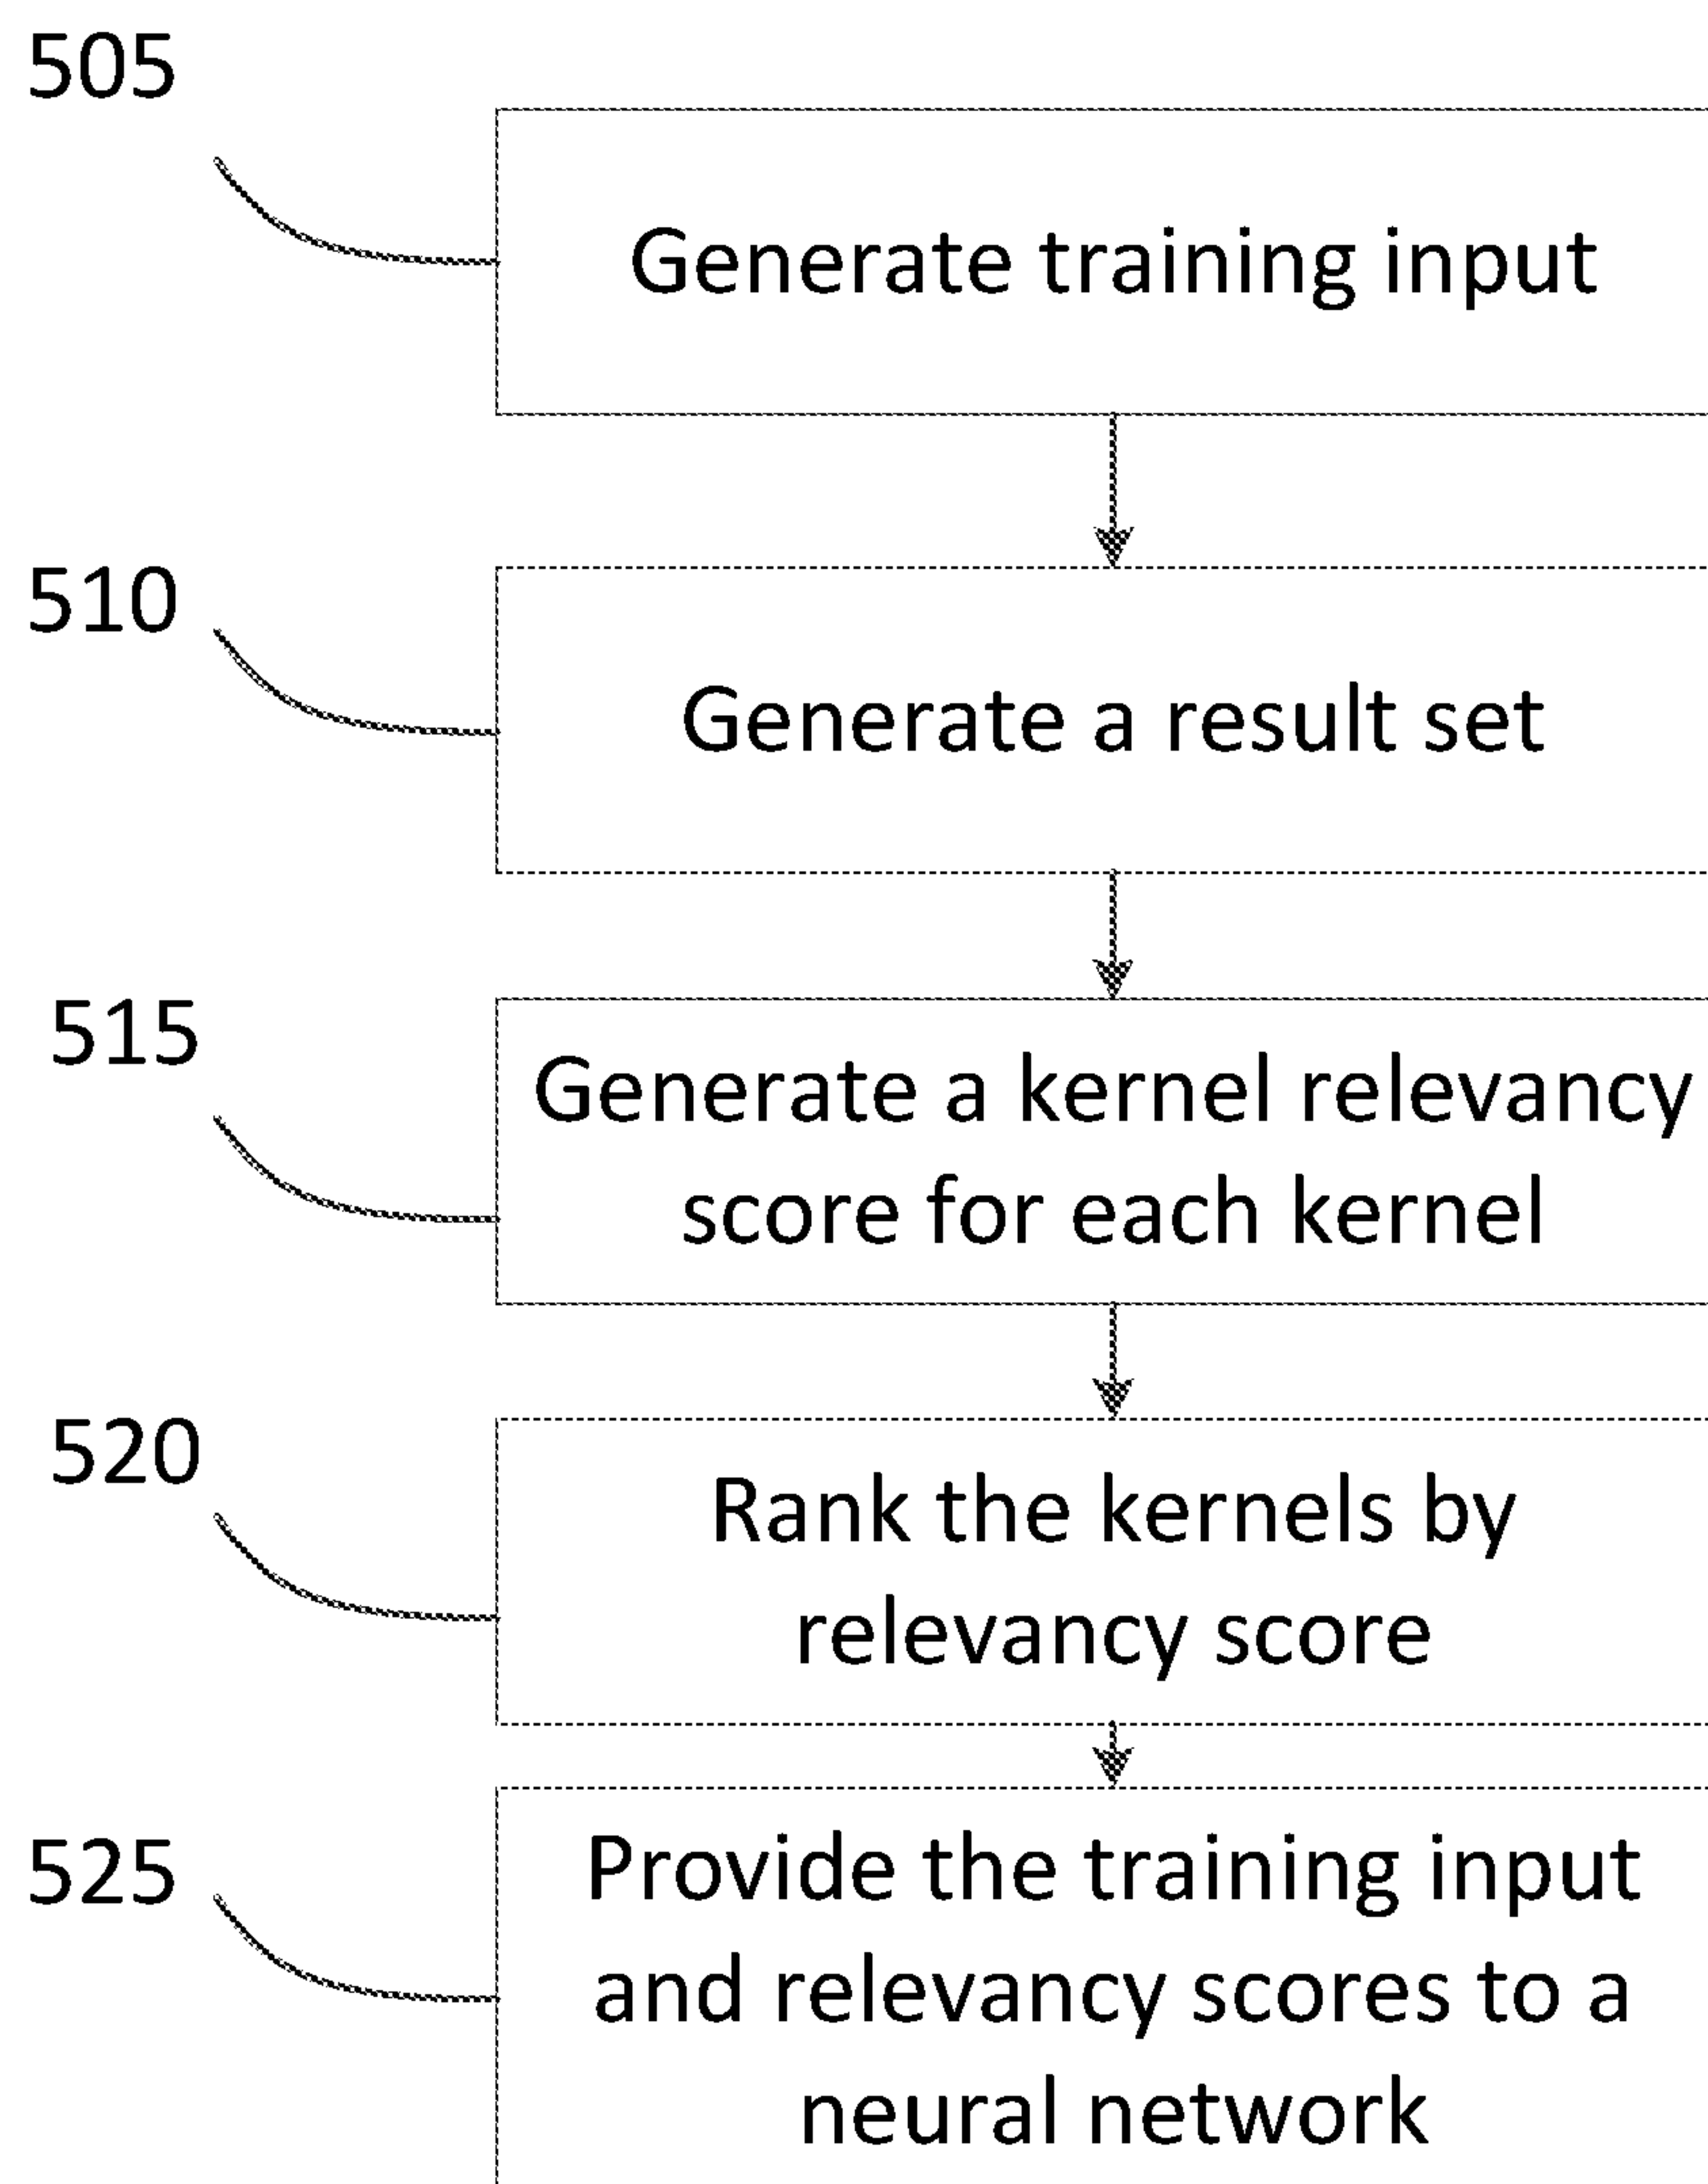 505
Generate training input
510
Generate a result set
515
Generate a kernel relevancy
score for each kernel
520
Rank the kernels by
relevancy score
525
Provide the training input
and relevancy scores to a
neural network